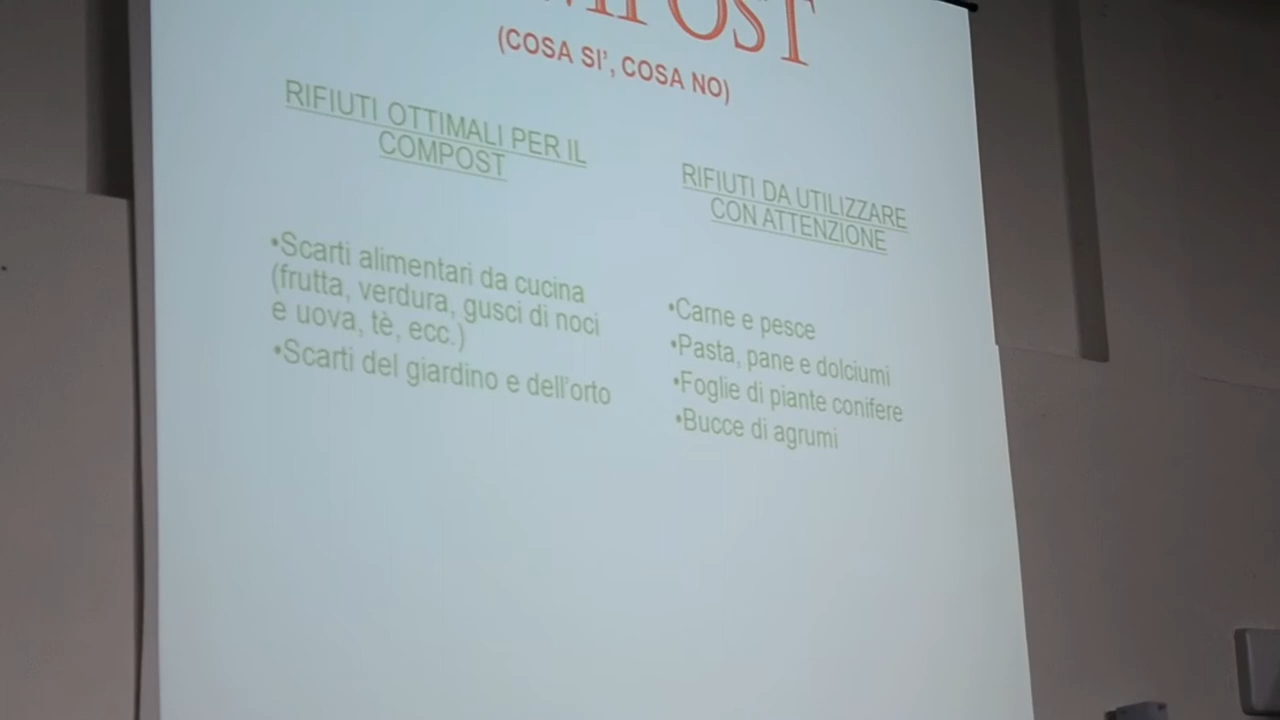 (COSA SI', COSA NO)
RIFIUTI OTTIMALI PER IL
COMPOST
•Scarti alimentari da cucina
(frutta, verdura, gusci di noci
e uova, tè, ecc.)
•Scarti del giardino e dell'orto
RIFIUTI DA UTILIZZARE
CON ATTENZIONE
•Carne e pesce
•Pasta, pane e dolciumi
•Foglie di piante conifere
•Bucce di agrumi